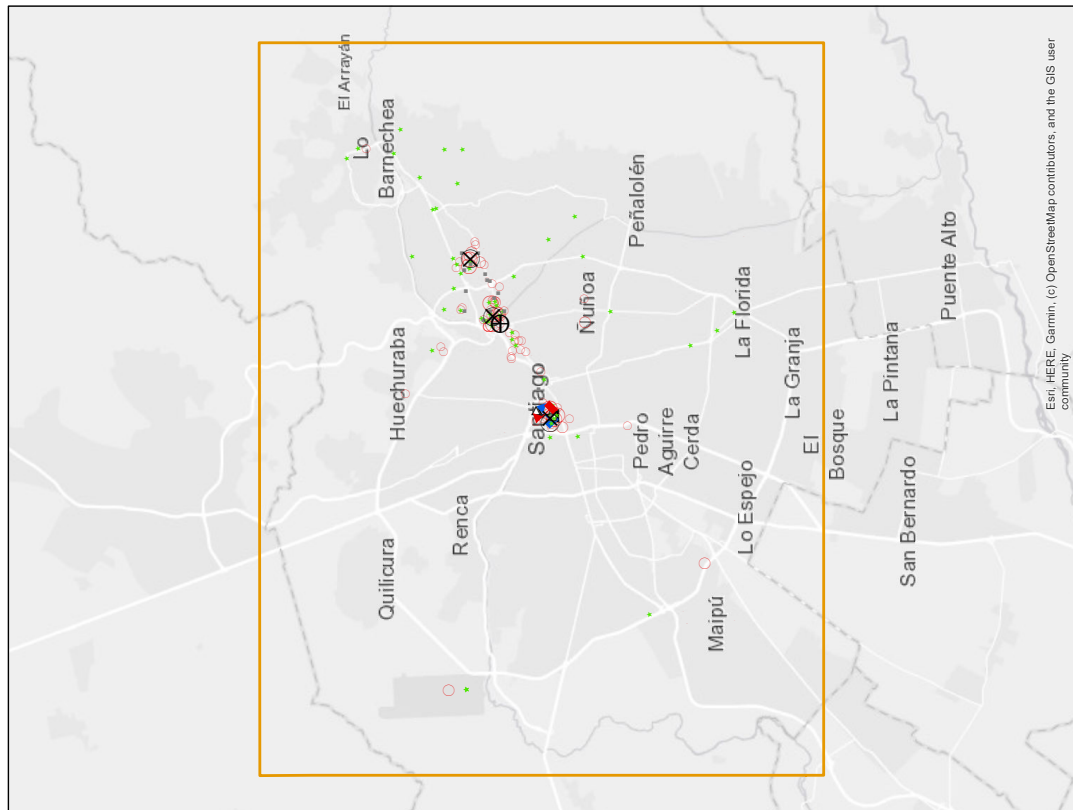 El Arrayán
Lo
Barnechea
Huechuraba
Quilicura
Renca
Santiago
Ñuñoa
Peñalolén
Pedro
Aguirre
Cerda
La Florida
Lo Espejo
Maipú
La Granja
El
Bosque
La Pintana
San Bernardo
Puente Alto
Esri, HERE, Garmin, (c) OpenStreetMap contributors, and the GIS user
community